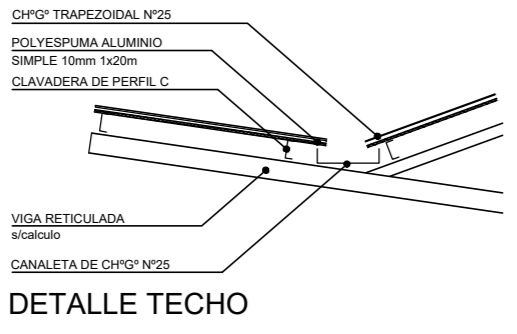 CHºGº TRAPEZOIDAL Nº25
POLYESPUMA ALUMINIO
SIMPLE 10mm 1x20m
CLAVADERA DE PERFIL C
VIGA RETICULADA
s/calculo
CANALETA DE CHºGº Nº25
DETALLE TECHO